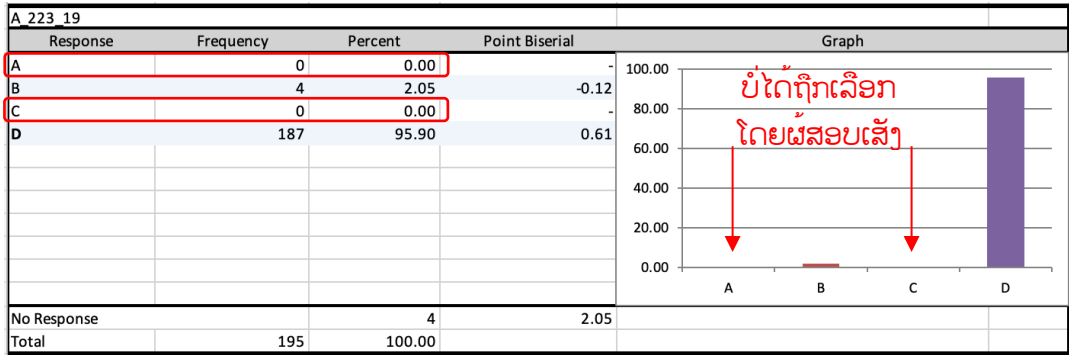 A_223_19
Response Frequency Percent Point Biserial Graph
A 0 0.00 -
B 4 2.05 -0.12
C 0 0.00 -
D 187 95.90 0.61
100.00
80.00
60.00
40.00
20.00
0.00
ບໍ່ໄດ້ຖືກເລືອກ
ໂດຍຜູ້ສອບເສັງ
A B C D
No Response 4 2.05
Total 195 100.00